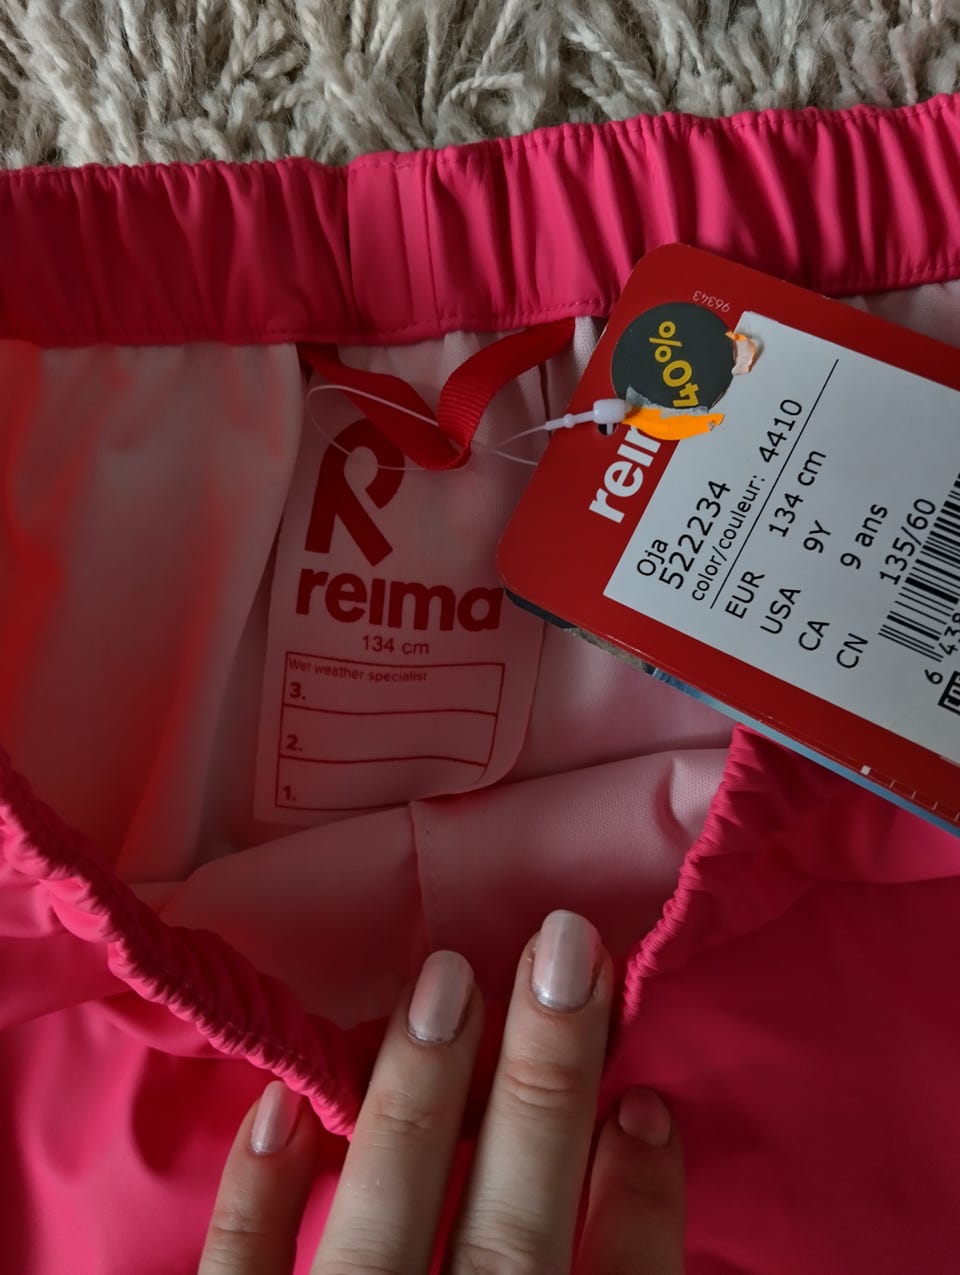 96343
40%
reim
Oja
522234
color/couleur: 4410
EUR 134 cm
USA 9Y
CA 9 ans
CN 135/60
reima
134 cm
Wet weather specialist
3.
2.
1.